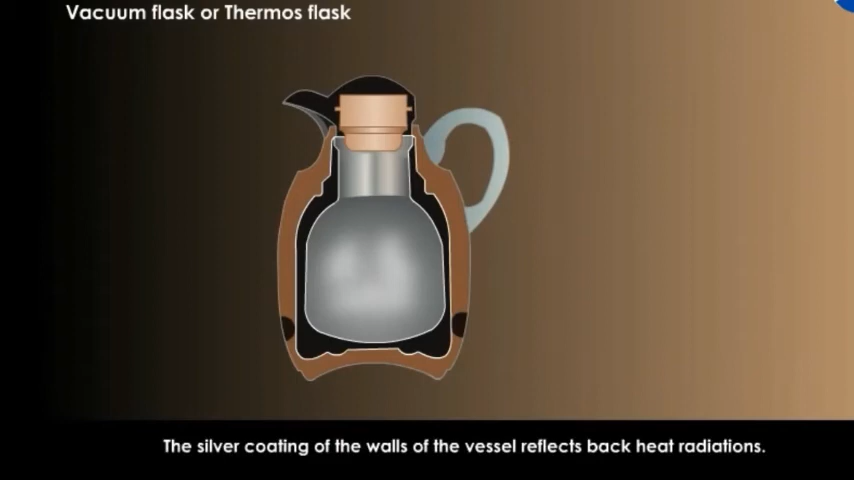 Vacuum flask or Thermos flask
The silver coating of the walls of the vessel reflects back heat radiations.